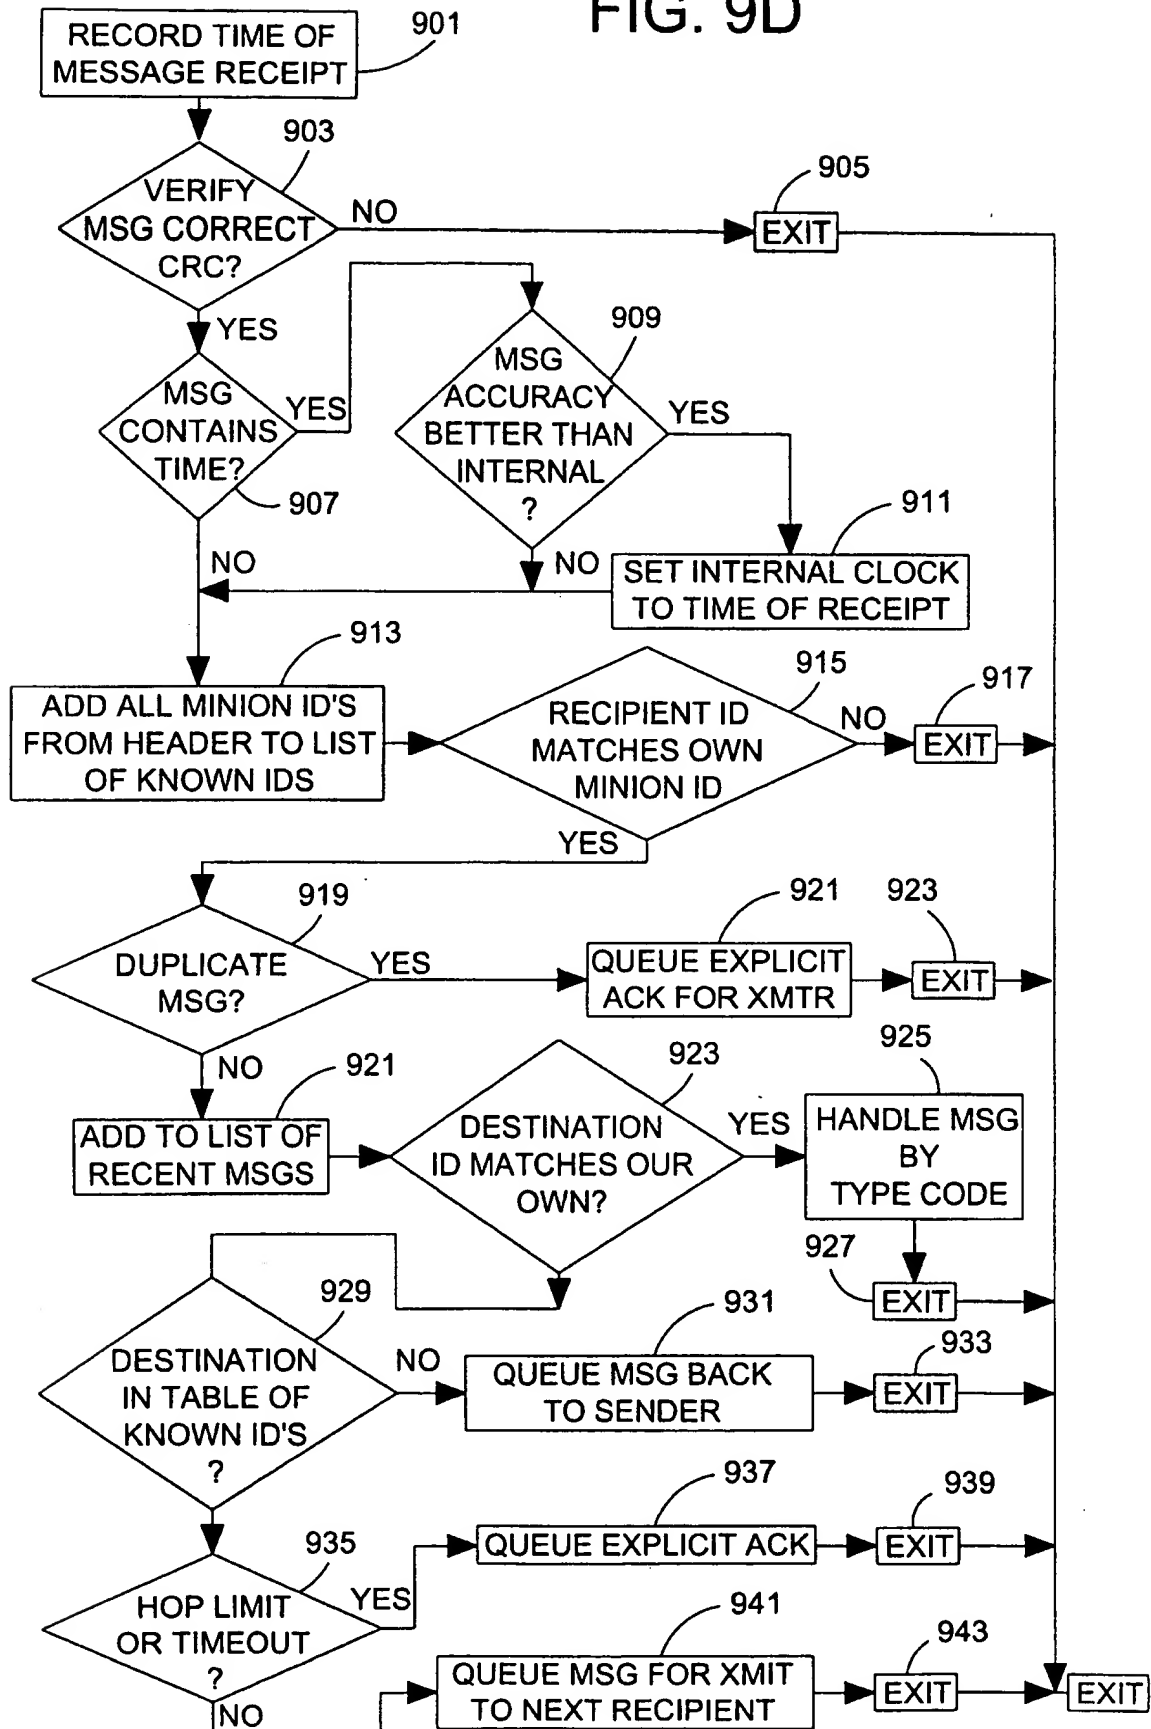 FIG. 9D
RECORD TIME OF
MESSAGE RECEIPT
901
903
VERIFY
MSG CORRECT
CRC?
NO
905
EXIT
YES
MSG
CONTAINS
TIME?
YES
907
909
MSG
ACCURACY
BETTER THAN
INTERNAL
?
YES
911
NO
NO
SET INTERNAL CLOCK
TO TIME OF RECEIPT
913
ADD ALL MINION ID'S
FROM HEADER TO LIST
OF KNOWN IDS
915
RECIPIENT ID
MATCHES OWN
MINION ID
NO
917
EXIT
YES
919
DUPLICATE
MSG?
YES
921
QUEUE EXPLICIT
ACK FOR XMTR
923
EXIT
NO
921
ADD TO LIST OF
RECENT MSGS
923
DESTINATION
ID MATCHES OUR
OWN?
YES
925
HANDLE MSG
BY
TYPE CODE
927
EXIT
929
DESTINATION
IN TABLE OF
KNOWN ID'S
?
NO
931
QUEUE MSG BACK
TO SENDER
933
EXIT
935
HOP LIMIT
OR TIMEOUT
?
YES
937
QUEUE EXPLICIT ACK
939
EXIT
NO
941
QUEUE MSG FOR XMIT
TO NEXT RECIPIENT
943
EXIT
EXIT